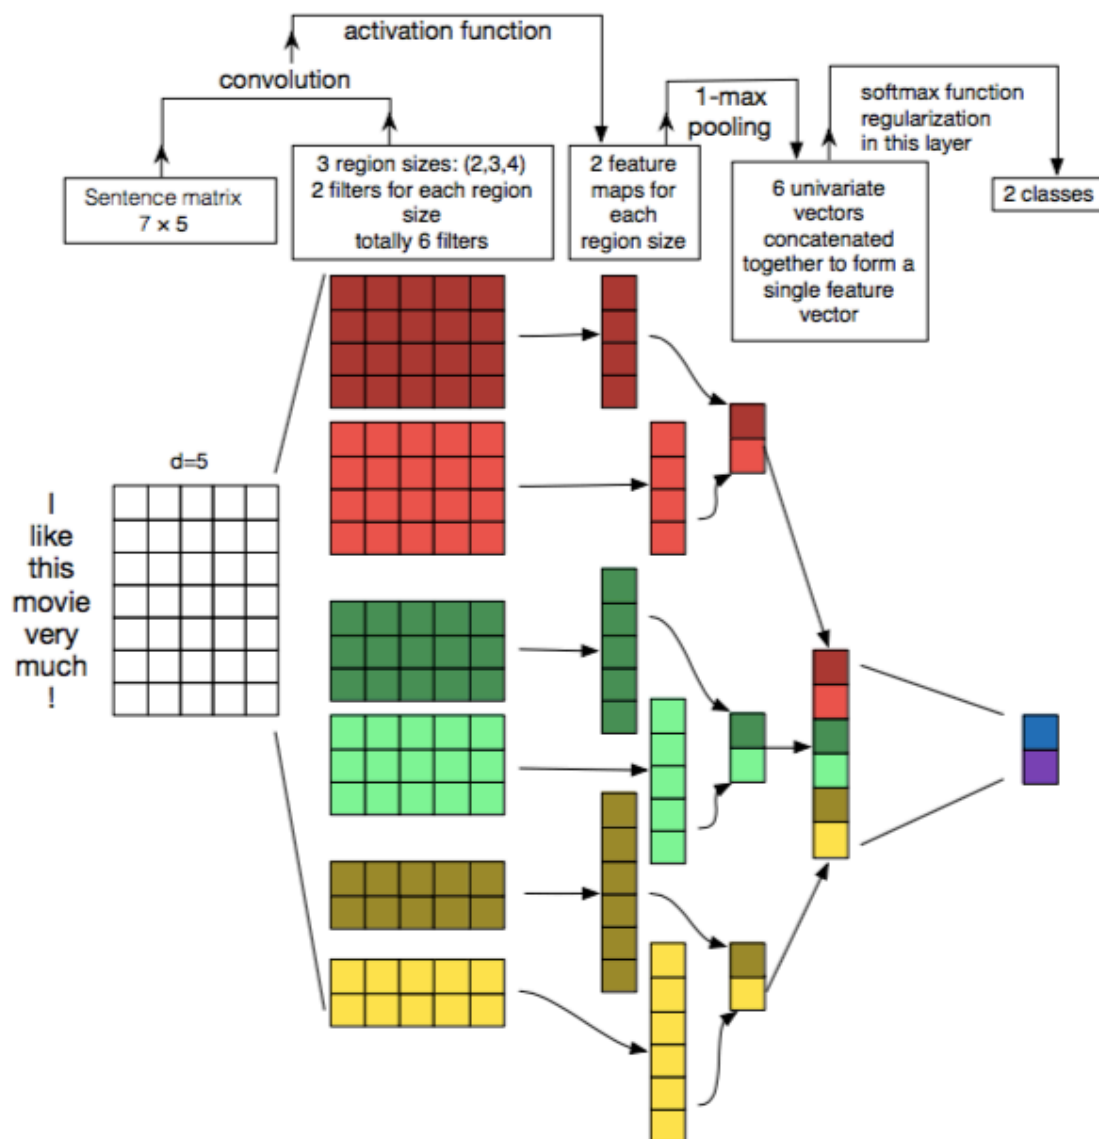 activation function
convolution
1-max
pooling
softmax function
regularization
in this layer
Sentence matrix
7 × 5
3 region sizes: (2,3,4)
2 filters for each region
size
totally 6 filters
2 feature
maps for
each
region size
6 univariate
vectors
concatenated
together to form a
single feature
vector
2 classes
d=5
I
like
this
movie
very
much
!